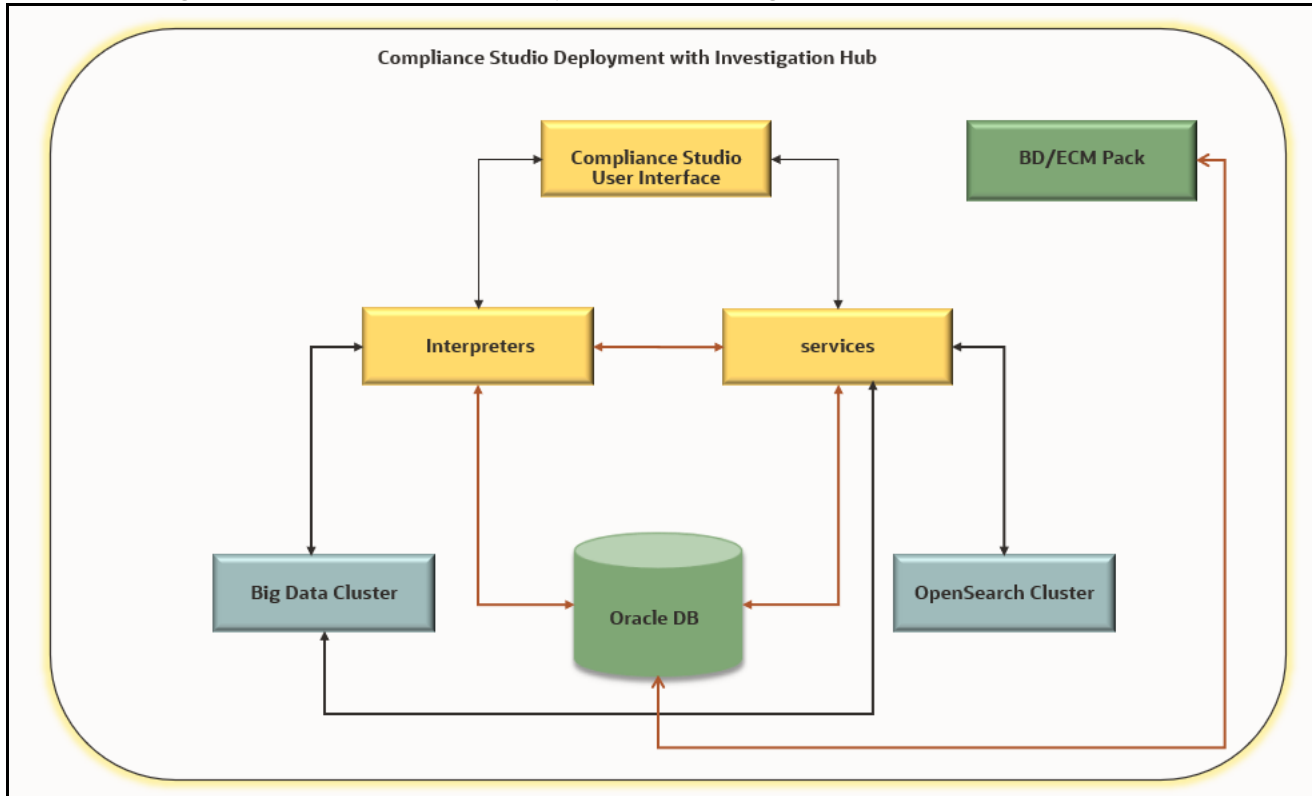 Compliance Studio Deployment with Investigation Hub
Compliance Studio
User Interface
BD/ECM Pack
Interpreters
services
Big Data Cluster
Oracle DB
OpenSearch Cluster